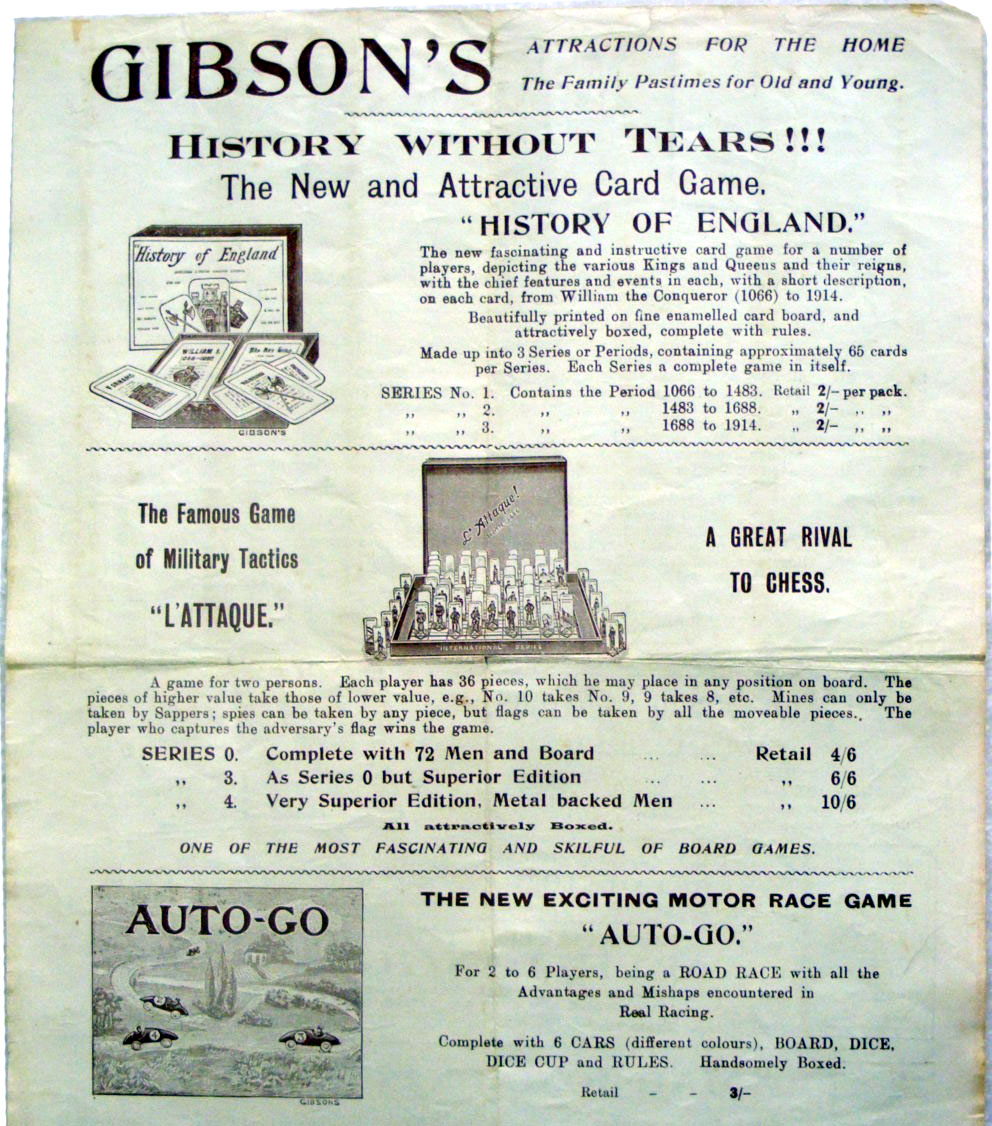 GIBSON'S
ATTRACTIONS FOR THE HOME
The Family Pastimes for Old and Young.
HISTORY WITHOUT TEARS!!!
The New and Attractive Card Game.
"HISTORY OF ENGLAND."
The new fascinating and instructive card game for a number of
players, depicting the various Kings and Queens and their reigns,
with the chief features and events in each, with a short description,
on each card, from William the Conqueror (1066) to 1914.
Beautifully printed on fine enamelled card board, and
attractively boxed, complete with rules.
Made up into 3 Series or Periods, containing approximately 65 cards
per Series. Each Series a complete game in itself.
SERIES No. 1. Contains the Period 1066 to 1483. Retail 2/- per pack.
,, ,, 2. ,, ,, 1483 to 1688. ,, 2/- ,, ,,
,, ,, 3. ,, ,, 1688 to 1914. ,, 2/- ,, ,,
"History of England
WILLIAM I.
GIBSON'S
The Famous Game
of Military Tactics
"L'ATTAQUE."
L'Attaque!
"INTERNATIONAL" SERIES
A GREAT RIVAL
TO CHESS.
A game for two persons. Each player has 36 pieces, which he may place in any position on board. The
pieces of higher value take those of lower value, e.g., No. 10 takes No. 9, 9 takes 8, etc. Mines can only be
taken by Sappers; spies can be taken by any piece, but flags can be taken by all the moveable pieces.. The
player who captures the adversary's flag wins the game.
SERIES 0. Complete with 72 Men and Board ... ... Retail 4/6
,, 3. As Series 0 but Superior Edition ... ... ,, 6/6
,, 4. Very Superior Edition, Metal backed Men ... ,, 10/6
All attractively Boxed.
ONE OF THE MOST FASCINATING AND SKILFUL OF BOARD GAMES.
AUTO-GO
4
3
GIBSONS
THE NEW EXCITING MOTOR RACE GAME
"AUTO-GO."
For 2 to 6 Players, being a ROAD RACE with all the
Advantages and Mishaps encountered in
Real Racing.
Complete with 6 CARS (different colours), BOARD, DICE,
DICE CUP and RULES. Handsomely Boxed.
Retail - - 3/-